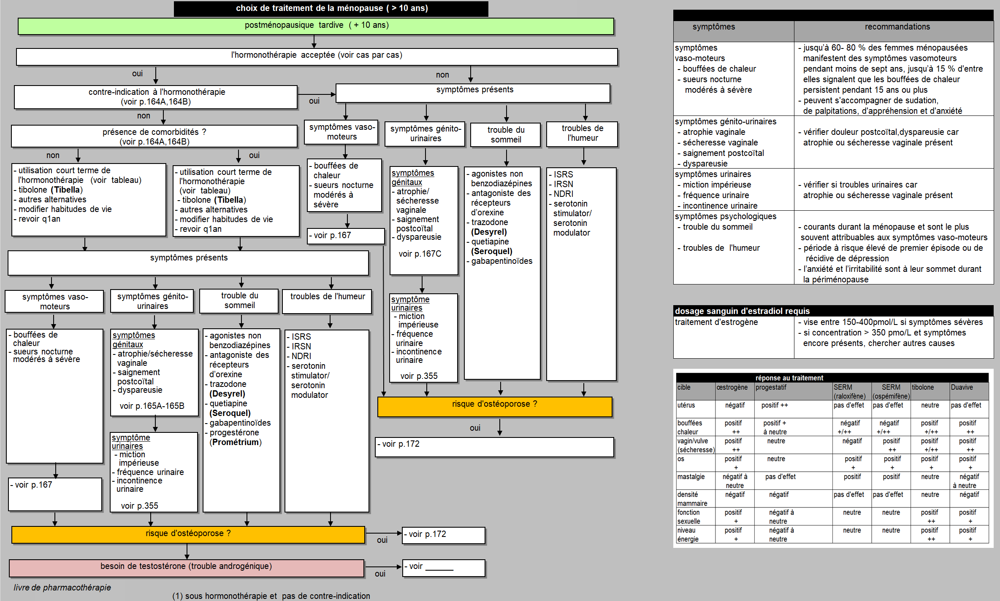 choix de traitement de la ménopause ( > 10 ans)
postménopausique tardive ( + 10 ans)
l'hormonothérapie acceptée (voir cas par cas)
oui
non
contre-indication à l'hormonothérapie
(voir p.164A,164B)
oui
symptômes présents
non
présence de comorbidités ?
(voir p.164A,164B)
non
oui
- utilisation court terme de
l'hormonothérapie (voir tableau)
- tibolone (Tibella)
- autres alternatives
- modifier habitudes de vie
- revoir q1an
- utilisation court terme de
l'hormonothérapie
(voir tableau)
- tibolone (Tibella)
- autres alternatives
- modifier habitudes de vie
- revoir q1an
symptômes vaso-
moteurs
symptômes génito-
urinaires
trouble du
sommeil
troubles de
l'humeur
- bouffées de
chaleur
- sueurs nocturne
modérés à
sévère
- voir p.167
symptômes
génitaux
- atrophie/
sécheresse
vaginale
- saignement
postcoïtal
- dyspareusie
voir p.167C
symptôme
urinaires
- miction
impérieuse
- fréquence
urinaire
- incontinence
urinaire
voir p.355
- agonistes non
benzodiazépines
- antagoniste des
récepteurs
d'orexine
- trazodone
(Desyrel)
- quetiapine
(Seroquel)
- gabapentinoïdes
- ISRS
- IRSN
- NDRI
- serotonin
stimulator/
serotonin
modulator
risque d'ostéoporose ?
oui
- voir p.172
symptômes présents
symptômes vaso-
moteurs
symptômes génito-
urinaires
trouble du
sommeil
troubles de l'humeur
- bouffées de
chaleur
- sueurs nocturne
modérés à sévère
- voir p.167
symptômes
génitaux
- atrophie/sécheresse
vaginale
- saignement
postcoïtal
- dyspareusie
voir p.165A-165B
symptôme
urinaires
- miction
impérieuse
- fréquence urinaire
- incontinence
urinaire
voir p.355
- agonistes non
benzodiazépines
- antagoniste des
récepteurs
d'orexine
- trazodone
(Desyrel)
- quetiapine
(Seroquel)
- gabapentinoïdes
- progestérone
(Prométrium)
- ISRS
- IRSN
- NDRI
- serotonin
stimulator/
serotonin
modulator
risque d'ostéoporose ?
oui
- voir p.172
besoin de testostérone (trouble androgénique)
oui
- voir ______
livre de pharmacothérapie
(1) sous hormonothérapie et pas de contre-indication
symptômes recommandations
symptômes
vaso-moteurs
- bouffées de chaleur
- sueurs nocturne
modérés à sévère
- jusqu'à 60- 80 % des femmes ménopausées
manifestent des symptômes vasomoteurs
pendant moins de sept ans, jusqu'à 15 % d'entre
elles signalent que les bouffées de chaleur
persistent pendant 15 ans ou plus
- peuvent s'accompagner de sudation,
de palpitations, d'appréhension et d'anxiété
symptômes génito-urinaires
- atrophie vaginale
- sécheresse vaginale
- saignement postcoïtal
- dyspareusie
- vérifier douleur postcoïtal,dyspareusie car
atrophie ou sécheresse vaginale présent
symptômes urinaires
- miction impérieuse
- fréquence urinaire
- incontinence urinaire
- vérifier si troubles urinaires car
atrophie ou sécheresse vaginale présent
symptômes psychologiques
- trouble du sommeil
- troubles de l'humeur
- courants durant la ménopause et sont le plus
souvent attribuables aux symptômes vaso-moteurs
- période à risque élevé de premier épisode ou de
récidive de dépression
- l'anxiété et l'irritabilité sont à leur sommet durant
la périménopause
dosage sanguin d'estradiol requis
traitement d'estrogène
- vise entre 150-400pmol/L si symptômes sévères
- si concentration > 350 pmo/L et symptômes
encore présents, chercher autres causes
réponse au traitement
cible œstrogène progestatif SERM SERM tibolone Duavive
(raloxifène) (ospémifène)
utérus négatif positif ++ pas d'effet pas d'effet neutre pas d'effet
bouffées positif positif + négatif négatif positif positif
chaleur ++ à neutre +/++ +/++ +/++ ++
vagin/vulve positif neutre négatif positif positif positif
(sécheresse) ++ ++ +/++ ++
os positif neutre positif positif positif positif
+ + + + +
mastalgie négatif à pas d'effet positif positif neutre négatif
neutre à neutre
densité négatif négatif pas d'effet pas d'effet neutre négatif
mammaire
fonction positif négatif à neutre neutre positif positif
sexuelle + neutre ++ +
niveau positif négatif à neutre neutre positif positif
énergie + neutre ++ +